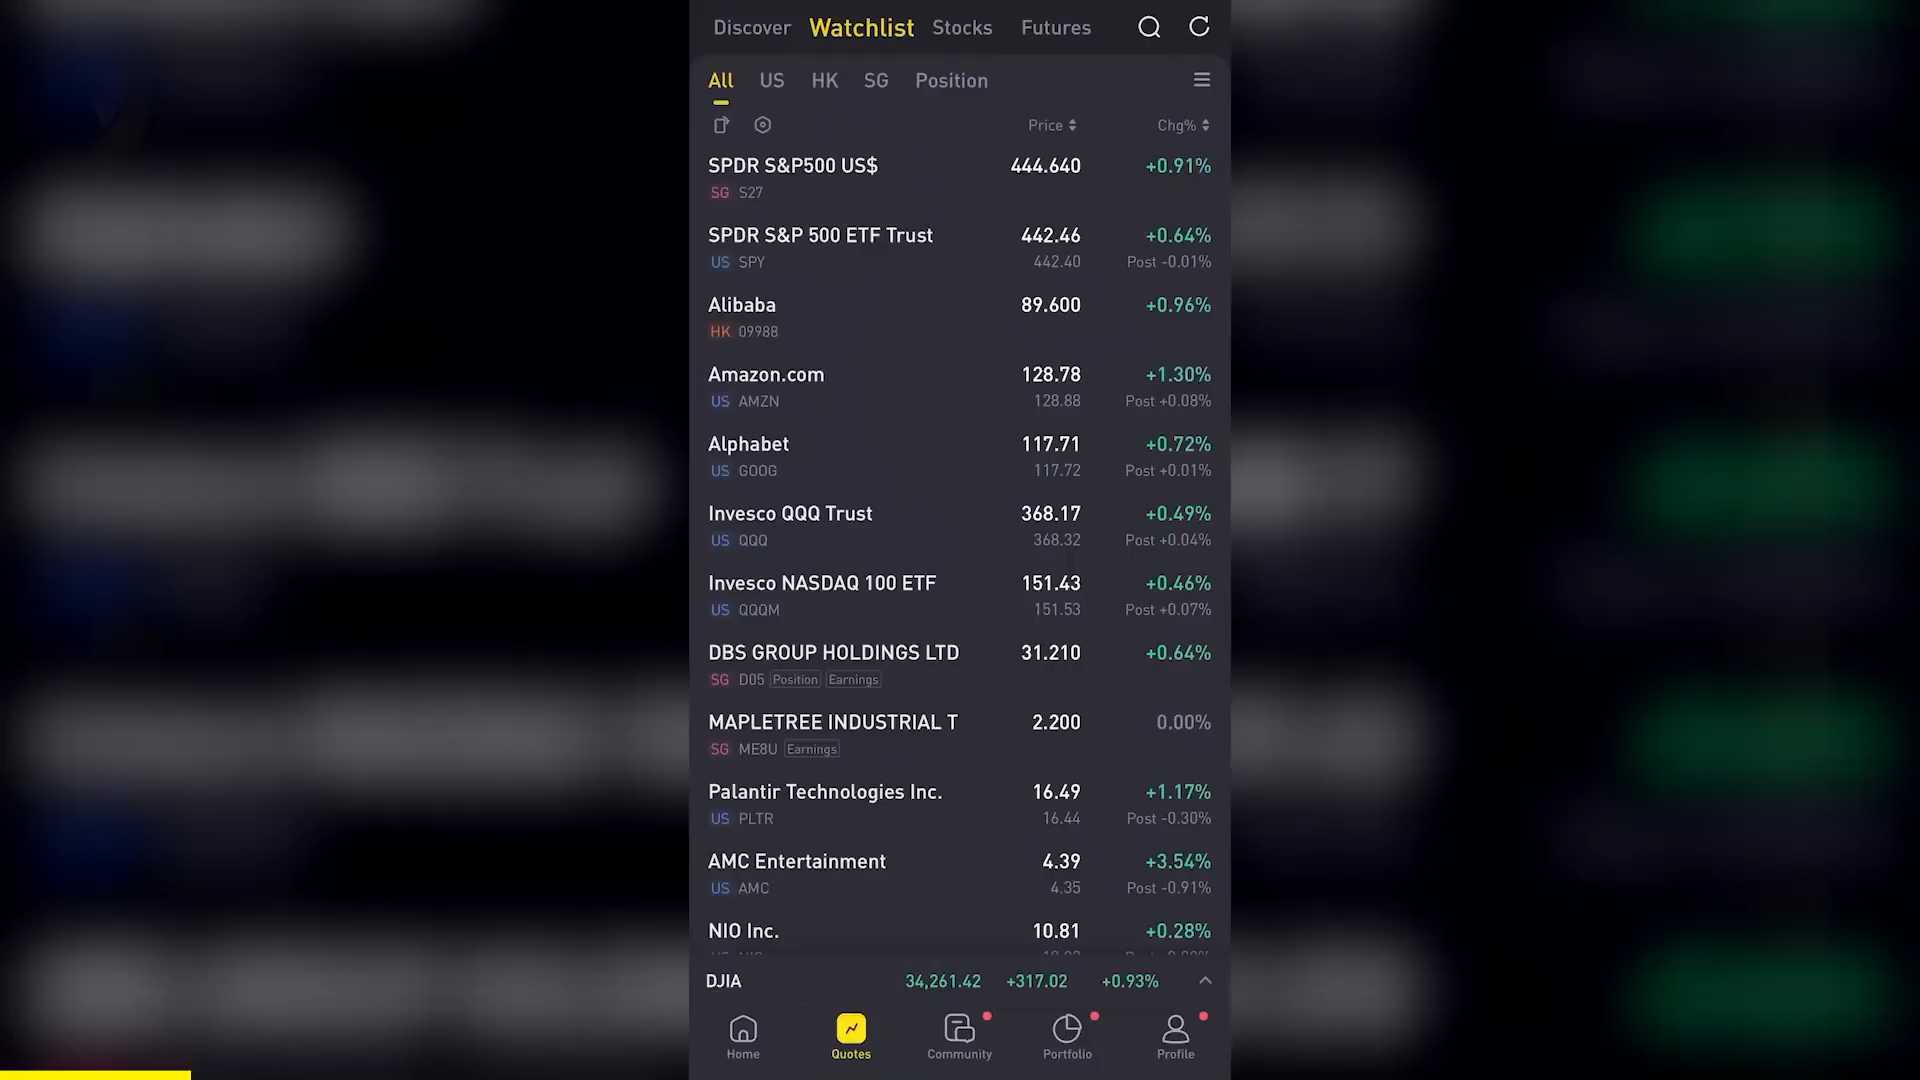 Discover Watchlist Stocks Futures
All US HK SG Position
Price Chg%
SPDR S&P500 US$ 444.640 +0.91%
SG S27
SPDR S&P 500 ETF Trust 442.46 +0.64%
US SPY 442.40 Post -0.01%
Alibaba 89.600 +0.96%
HK 09988
Amazon.com 128.78 +1.30%
US AMZN 128.88 Post +0.08%
Alphabet 117.71 +0.72%
US GOOG 117.72 Post +0.01%
Invesco QQQ Trust 368.17 +0.49%
US QQQ 368.32 Post +0.04%
Invesco NASDAQ 100 ETF 151.43 +0.46%
US QQQM 151.53 Post +0.07%
DBS GROUP HOLDINGS LTD 31.210 +0.64%
SG D05 Position Earnings
MAPLETREE INDUSTRIAL T 2.200 0.00%
SG ME8U Earnings
Palantir Technologies Inc. 16.49 +1.17%
US PLTR 16.44 Post -0.30%
AMC Entertainment 4.39 +3.54%
US AMC 4.35 Post -0.91%
NIO Inc. 10.81 +0.28%
DJIA 34,261.42 +317.02 +0.93%
Home Quotes Community Portfolio Profile